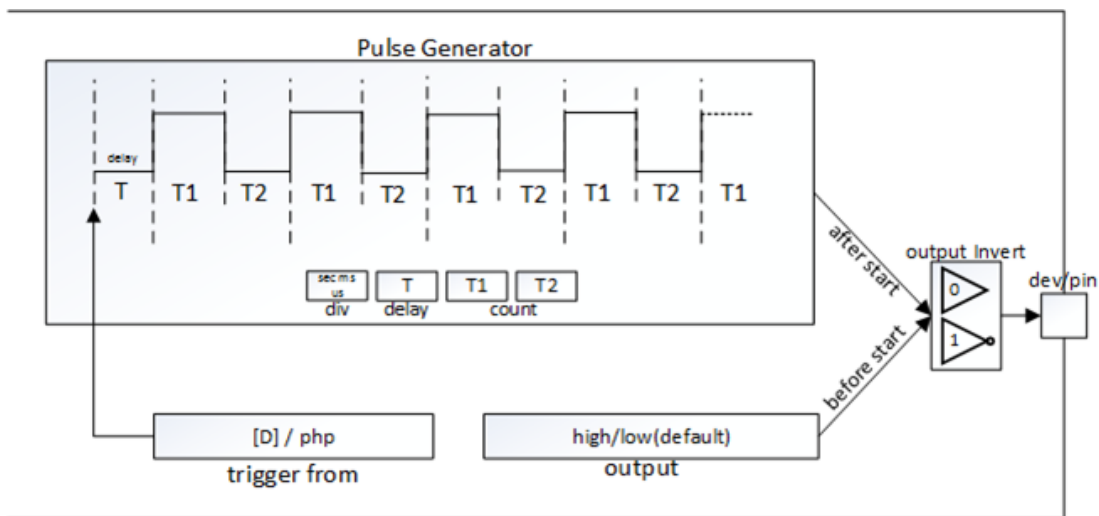 Pulse Generator
delay
T T1 T2 T1 T2 T1 T2 T1 T2 T1
sec ms
us
T
T1
T2
div
delay
count
after start
before start
output Invert
0
1
dev/pin
[D] / php
trigger from
high/low(default)
output